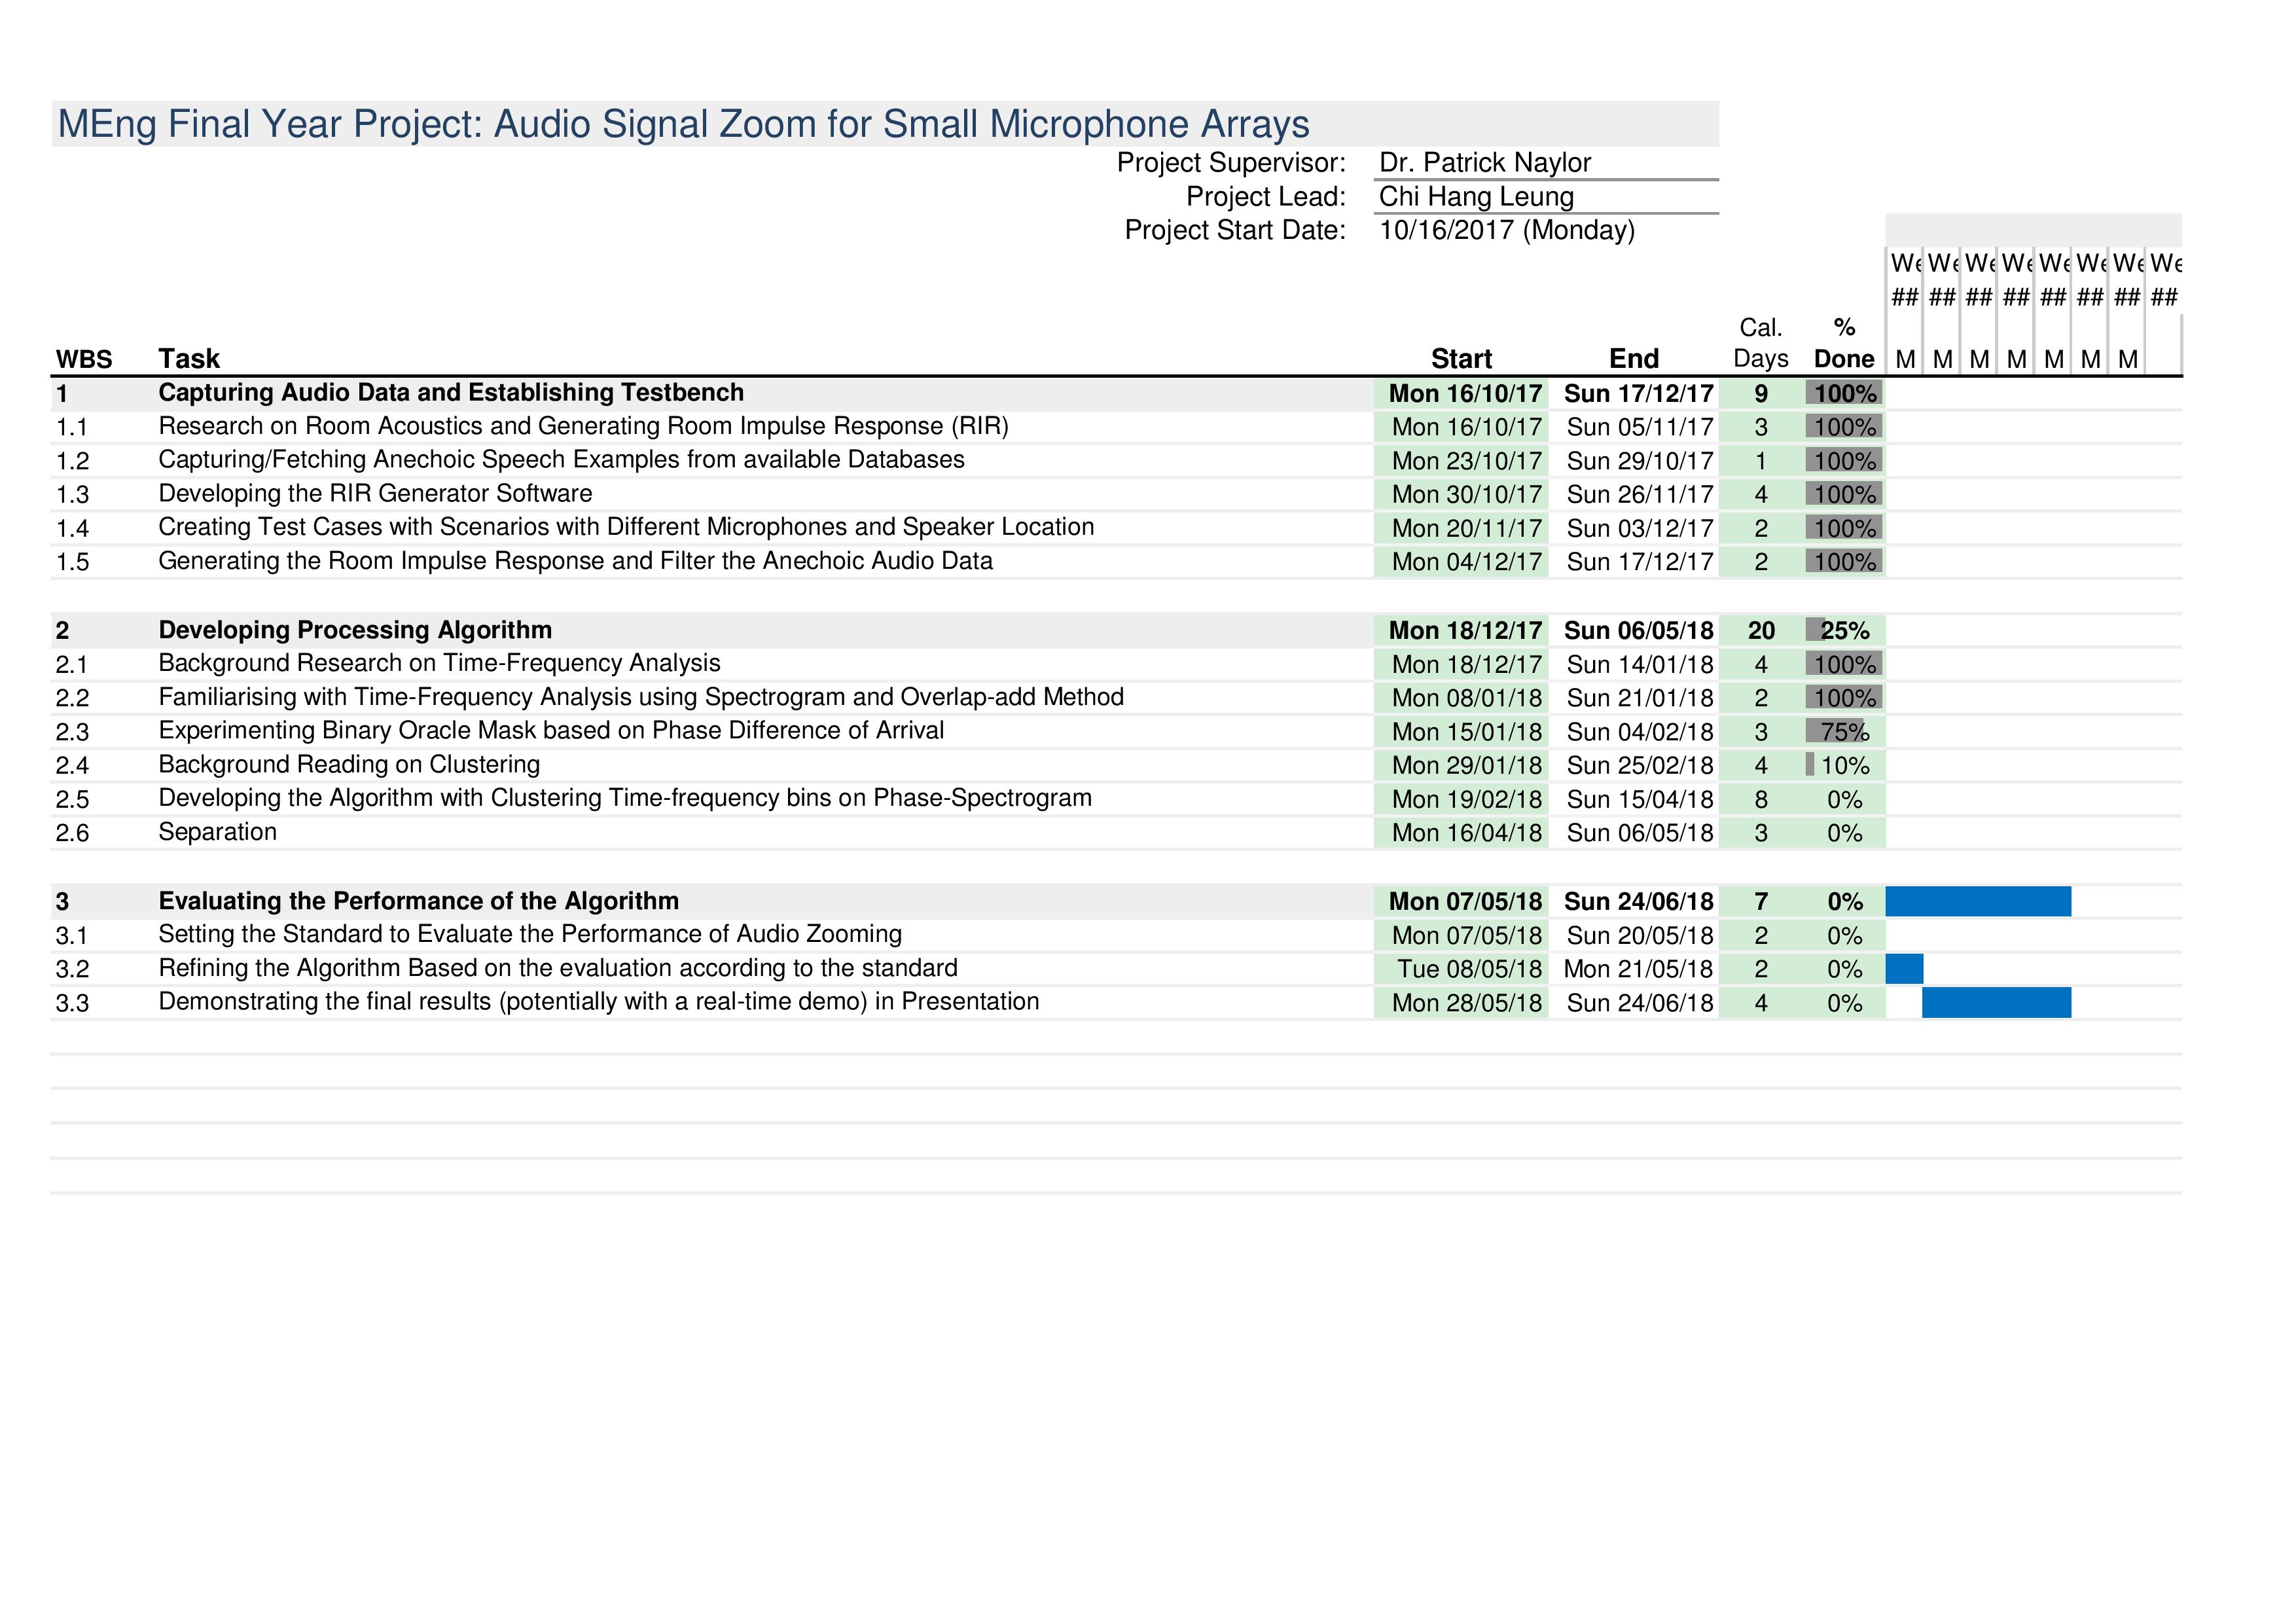 MEng Final Year Project: Audio Signal Zoom for Small Microphone Arrays
Project Supervisor: Dr. Patrick Naylor
Project Lead: Chi Hang Leung
Project Start Date: 10/16/2017 (Monday)
We We We We We We We We
## ## ## ## ## ## ## ##
Cal. %
WBS Task Start End Days Done M M M M M M M
1 Capturing Audio Data and Establishing Testbench Mon 16/10/17 Sun 17/12/17 9 100%
1.1 Research on Room Acoustics and Generating Room Impulse Response (RIR) Mon 16/10/17 Sun 05/11/17 3 100%
1.2 Capturing/Fetching Anechoic Speech Examples from available Databases Mon 23/10/17 Sun 29/10/17 1 100%
1.3 Developing the RIR Generator Software Mon 30/10/17 Sun 26/11/17 4 100%
1.4 Creating Test Cases with Scenarios with Different Microphones and Speaker Location Mon 20/11/17 Sun 03/12/17 2 100%
1.5 Generating the Room Impulse Response and Filter the Anechoic Audio Data Mon 04/12/17 Sun 17/12/17 2 100%
2 Developing Processing Algorithm Mon 18/12/17 Sun 06/05/18 20 25%
2.1 Background Research on Time-Frequency Analysis Mon 18/12/17 Sun 14/01/18 4 100%
2.2 Familiarising with Time-Frequency Analysis using Spectrogram and Overlap-add Method Mon 08/01/18 Sun 21/01/18 2 100%
2.3 Experimenting Binary Oracle Mask based on Phase Difference of Arrival Mon 15/01/18 Sun 04/02/18 3 75%
2.4 Background Reading on Clustering Mon 29/01/18 Sun 25/02/18 4 10%
2.5 Developing the Algorithm with Clustering Time-frequency bins on Phase-Spectrogram Mon 19/02/18 Sun 15/04/18 8 0%
2.6 Separation Mon 16/04/18 Sun 06/05/18 3 0%
3 Evaluating the Performance of the Algorithm Mon 07/05/18 Sun 24/06/18 7 0%
3.1 Setting the Standard to Evaluate the Performance of Audio Zooming Mon 07/05/18 Sun 20/05/18 2 0%
3.2 Refining the Algorithm Based on the evaluation according to the standard Tue 08/05/18 Mon 21/05/18 2 0%
3.3 Demonstrating the final results (potentially with a real-time demo) in Presentation Mon 28/05/18 Sun 24/06/18 4 0%